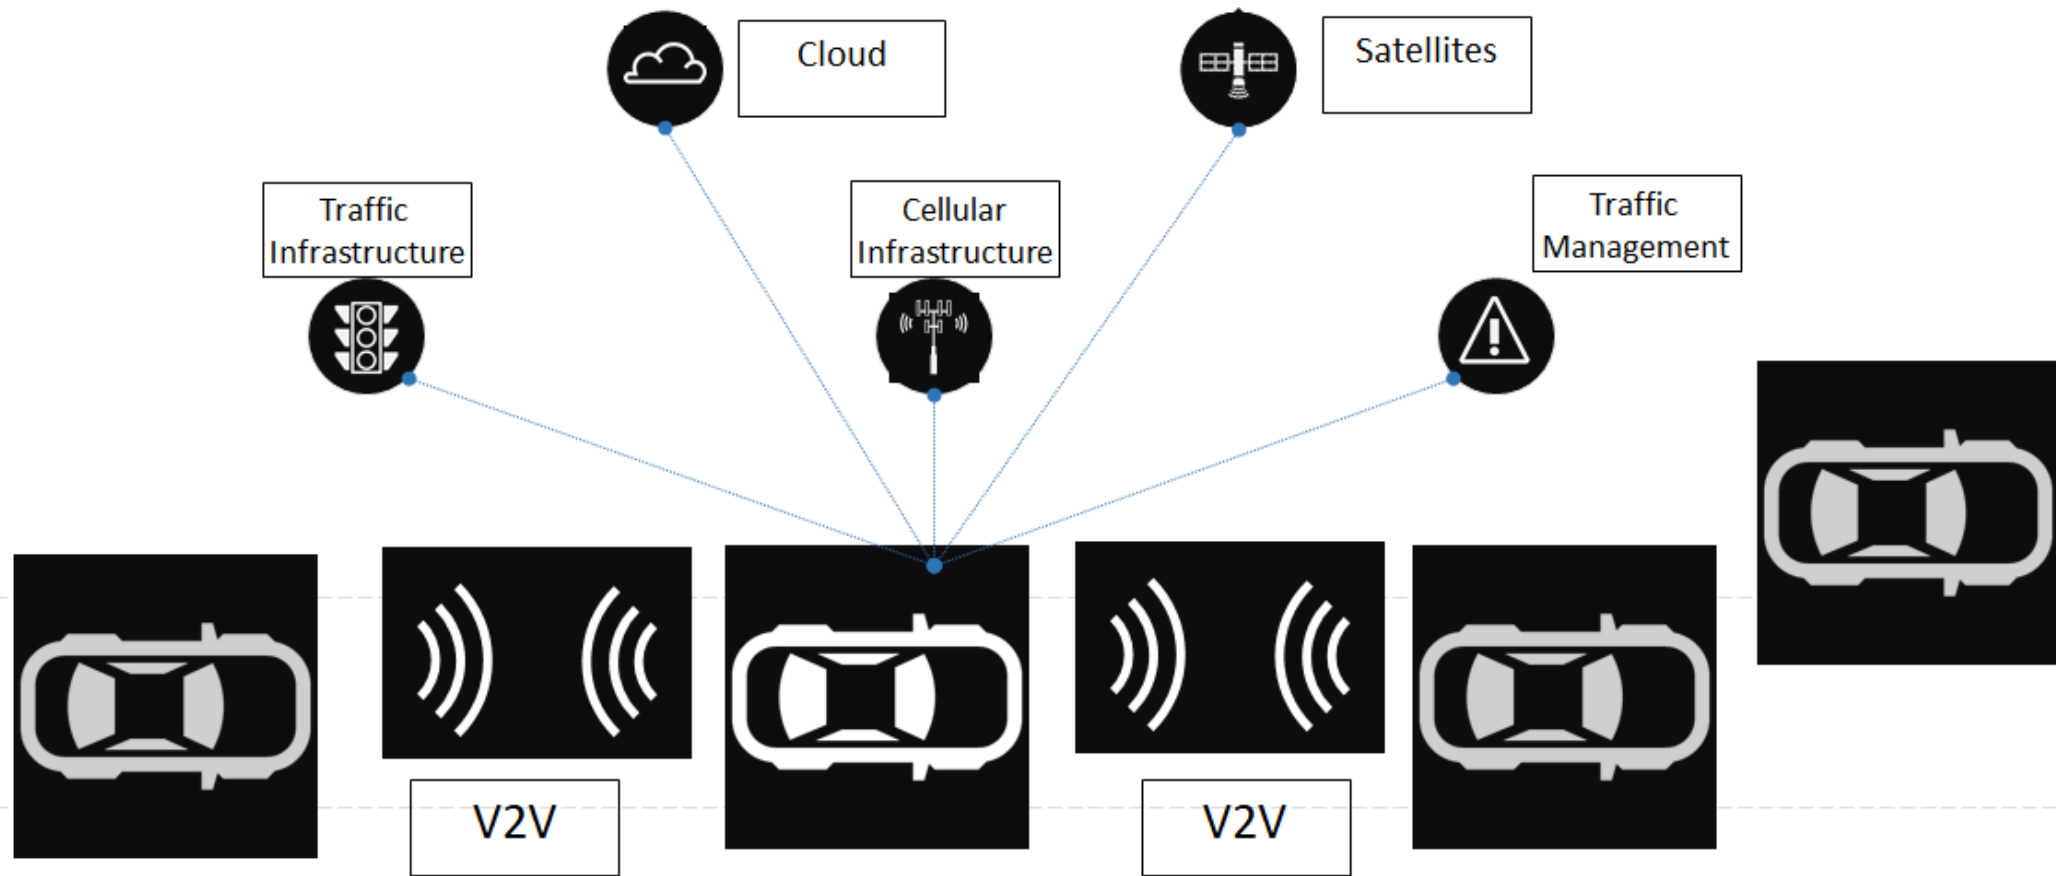 Cloud
Satellites
Traffic
Infrastructure
Cellular
Infrastructure
Traffic
Management
V2V
V2V